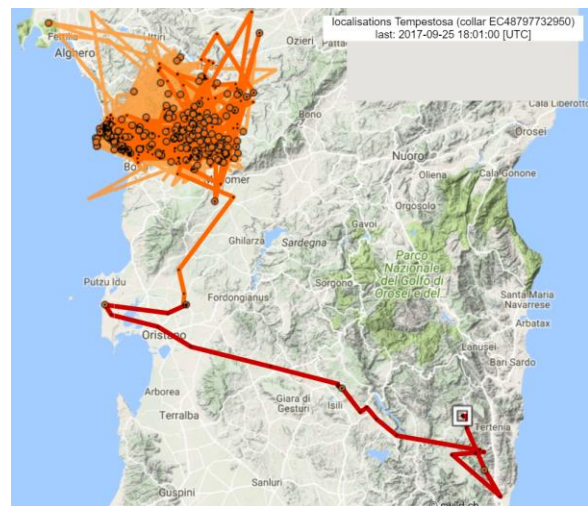 localisations Tempestosa (collar EC48797732950)
last: 2017-09-25 18:01:00 [UTC]
Fertilia
Alghero
Ittiri
Ozieri
Cala Liberotto
Orosei
Bono
Nuoro
Oliena
Cala Gonone
Orgosolo
Gavoi
Ghilarza
Sardegna
Parco
Nazionale
del Golfo di
Orosei e del
Sorgono
Putzu Idu
Fordongianus
Santa Maria
Navarrese
Arbatax
Oristano
Lanusei
Bari Sardo
Arborea
Giara di
Gesturi
Isili
Terralba
Tertenia
Sanluri
Guspini